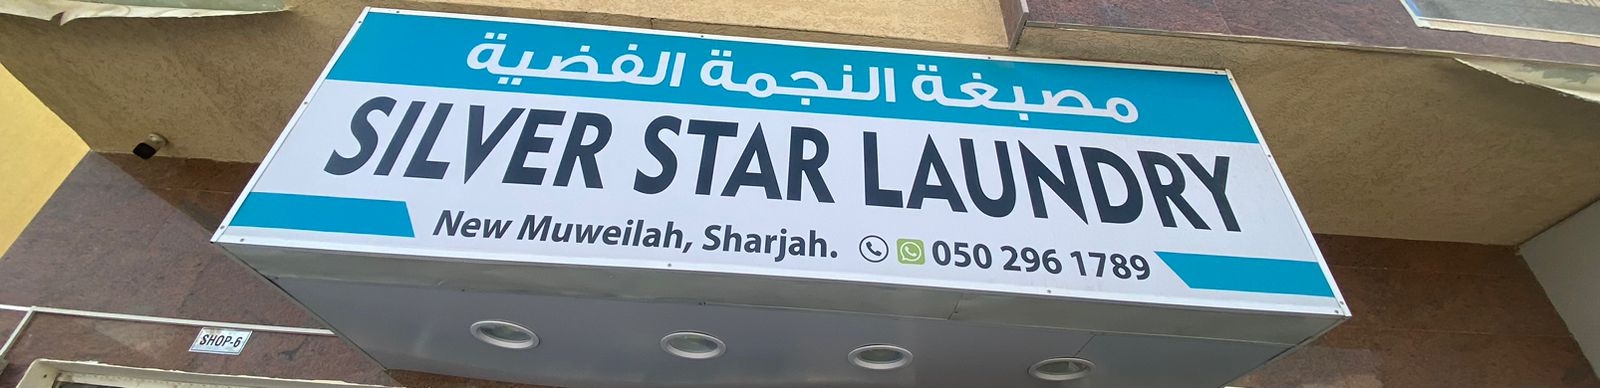 مصبغة النجمة الفضية
SILVER STAR LAUNDRY
New Muweilah, Sharjah. 050 296 1789
SHOP-6